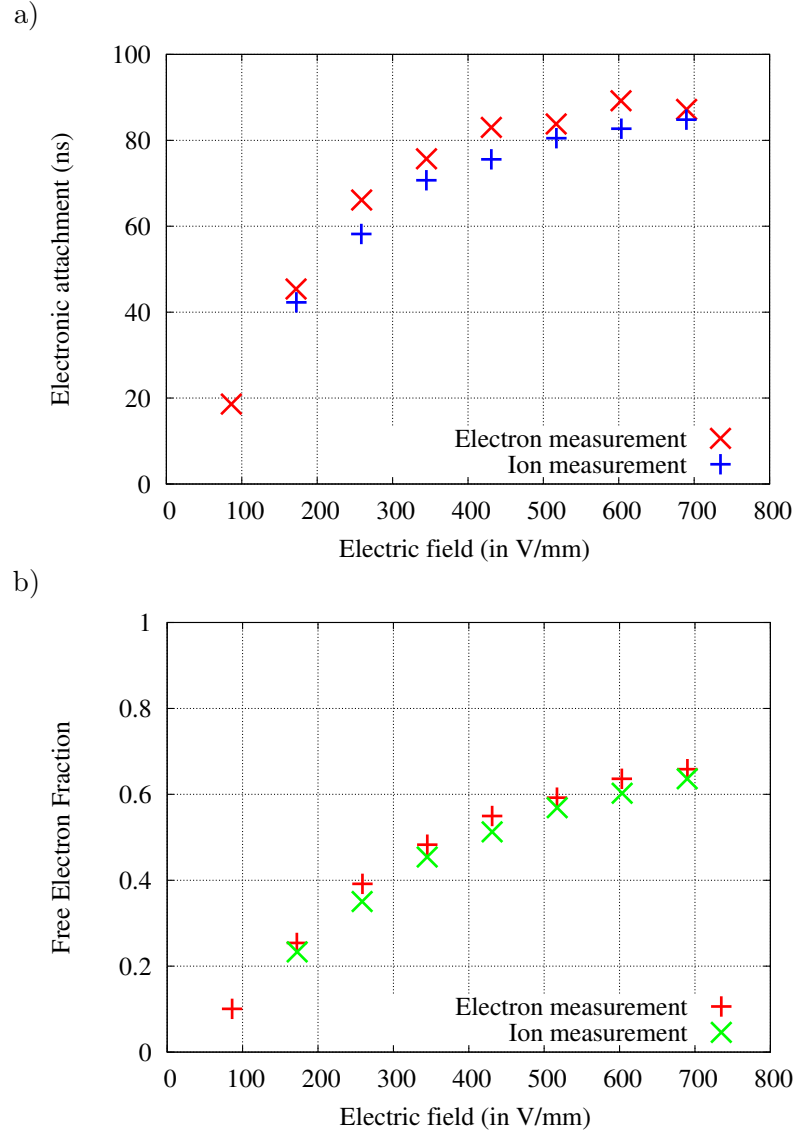 a)
100
80
60
40
20
0
Electronic attachment (ns)
Electron measurement
Ion measurement
0 100 200 300 400 500 600 700 800
Electric field (in V/mm)
b)
1
0.8
0.6
0.4
0.2
0
Free Electron Fraction
Electron measurement
Ion measurement
0 100 200 300 400 500 600 700 800
Electric field (in V/mm)